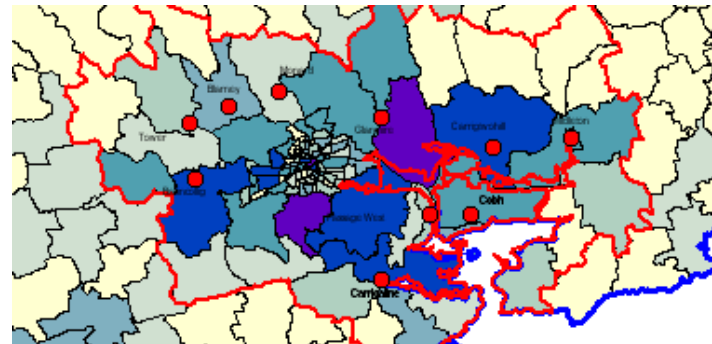 Monard
Blarney
Glanmire
Carrigtwohill
Midleton
Tower
Ballincollig
Cobh
Passage West
Carrigaline